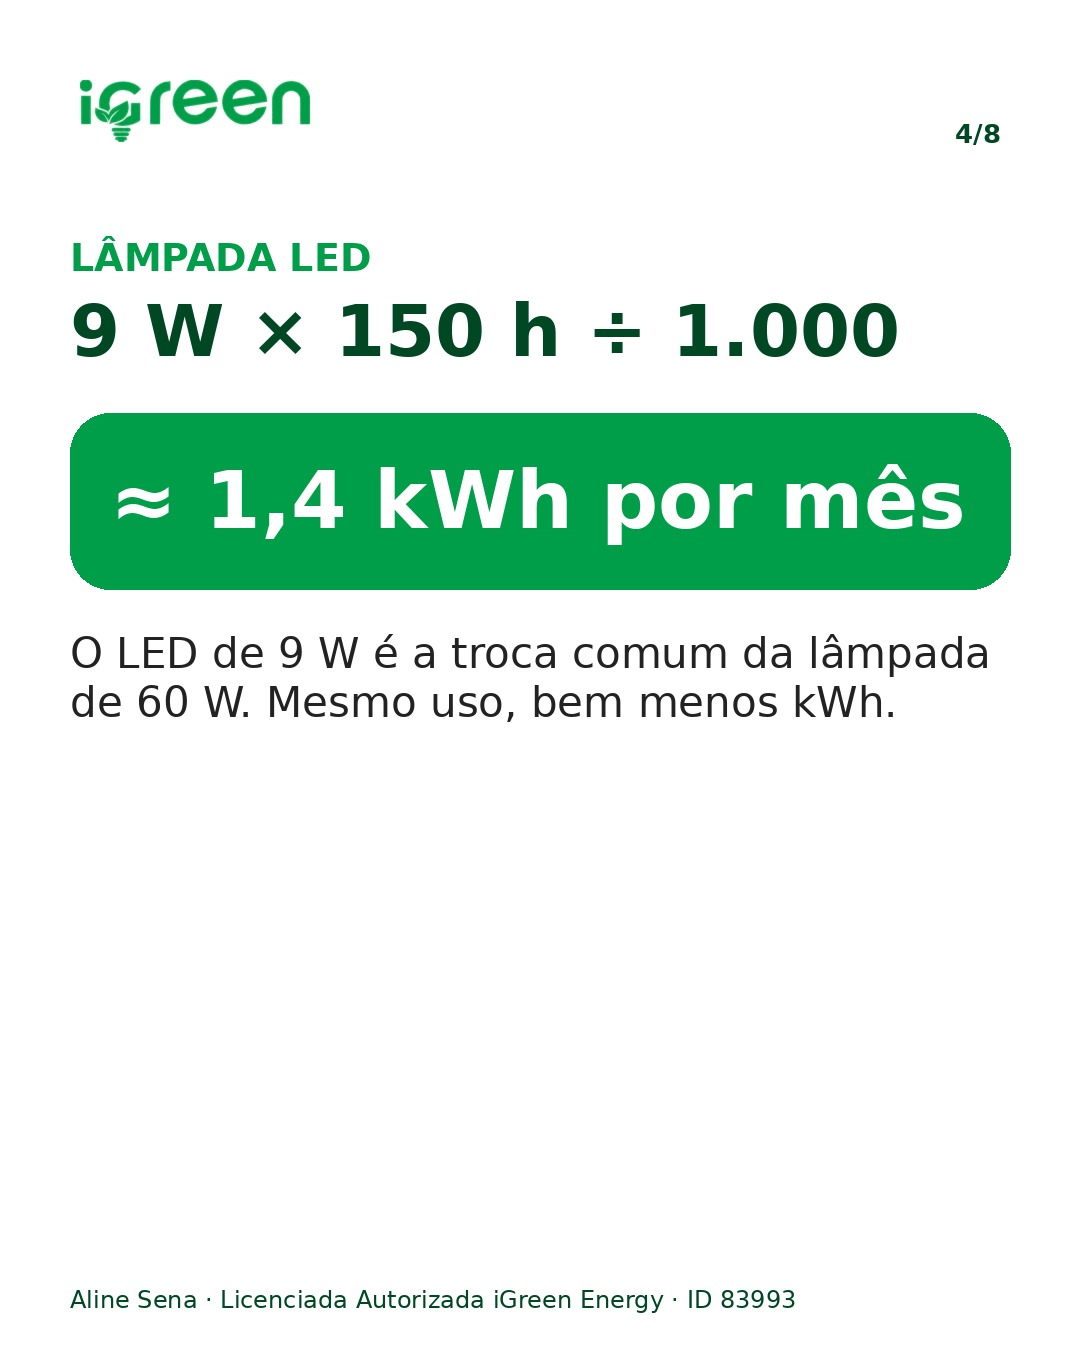 iGreen
4/8
LÂMPADA LED
9 W × 150 h ÷ 1.000
≈ 1,4 kWh por mês
O LED de 9 W é a troca comum da lâmpada
de 60 W. Mesmo uso, bem menos kWh.
Aline Sena · Licenciada Autorizada iGreen Energy · ID 83993